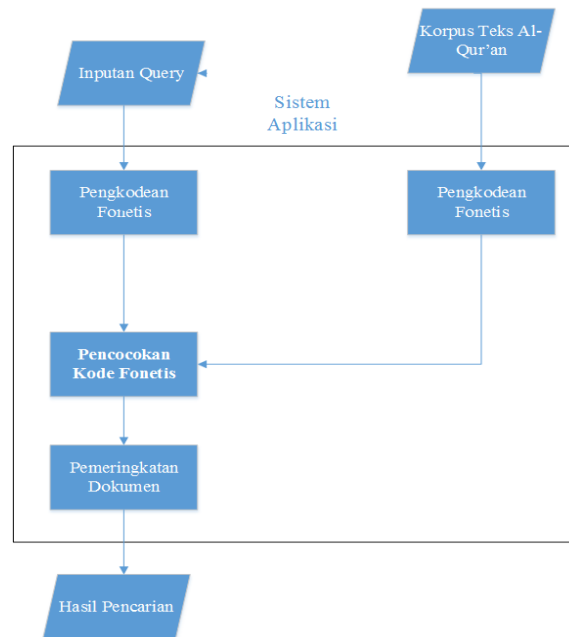 Korpus Teks Al-
Qur'an
Inputan Query
Sistem
Aplikasi
Pengkodean
Fonetis
Pengkodean
Fonetis
Pencocokan
Kode Fonetis
Pemeringkatan
Dokumen
Hasil Pencarian